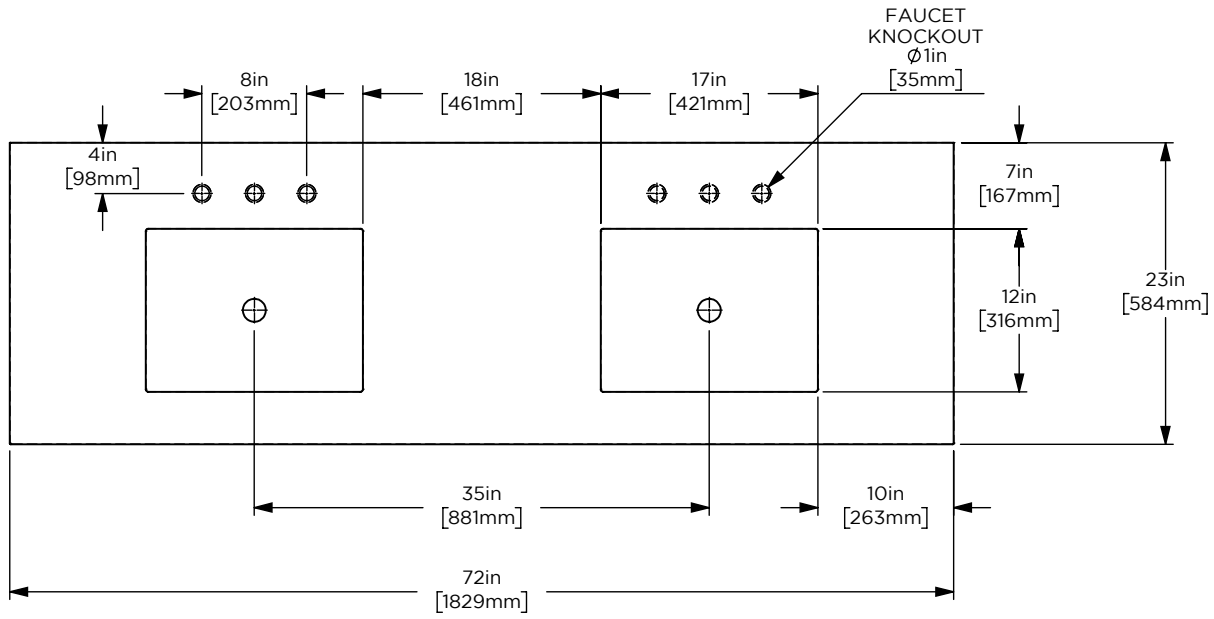 FAUCET
KNOCKOUT
Ø1in
[35mm]
8in
[203mm]
18in
[461mm]
17in
[421mm]
4in
[98mm]
7in
[167mm]
23in
[584mm]
12in
[316mm]
35in
[881mm]
10in
[263mm]
72in
[1829mm]